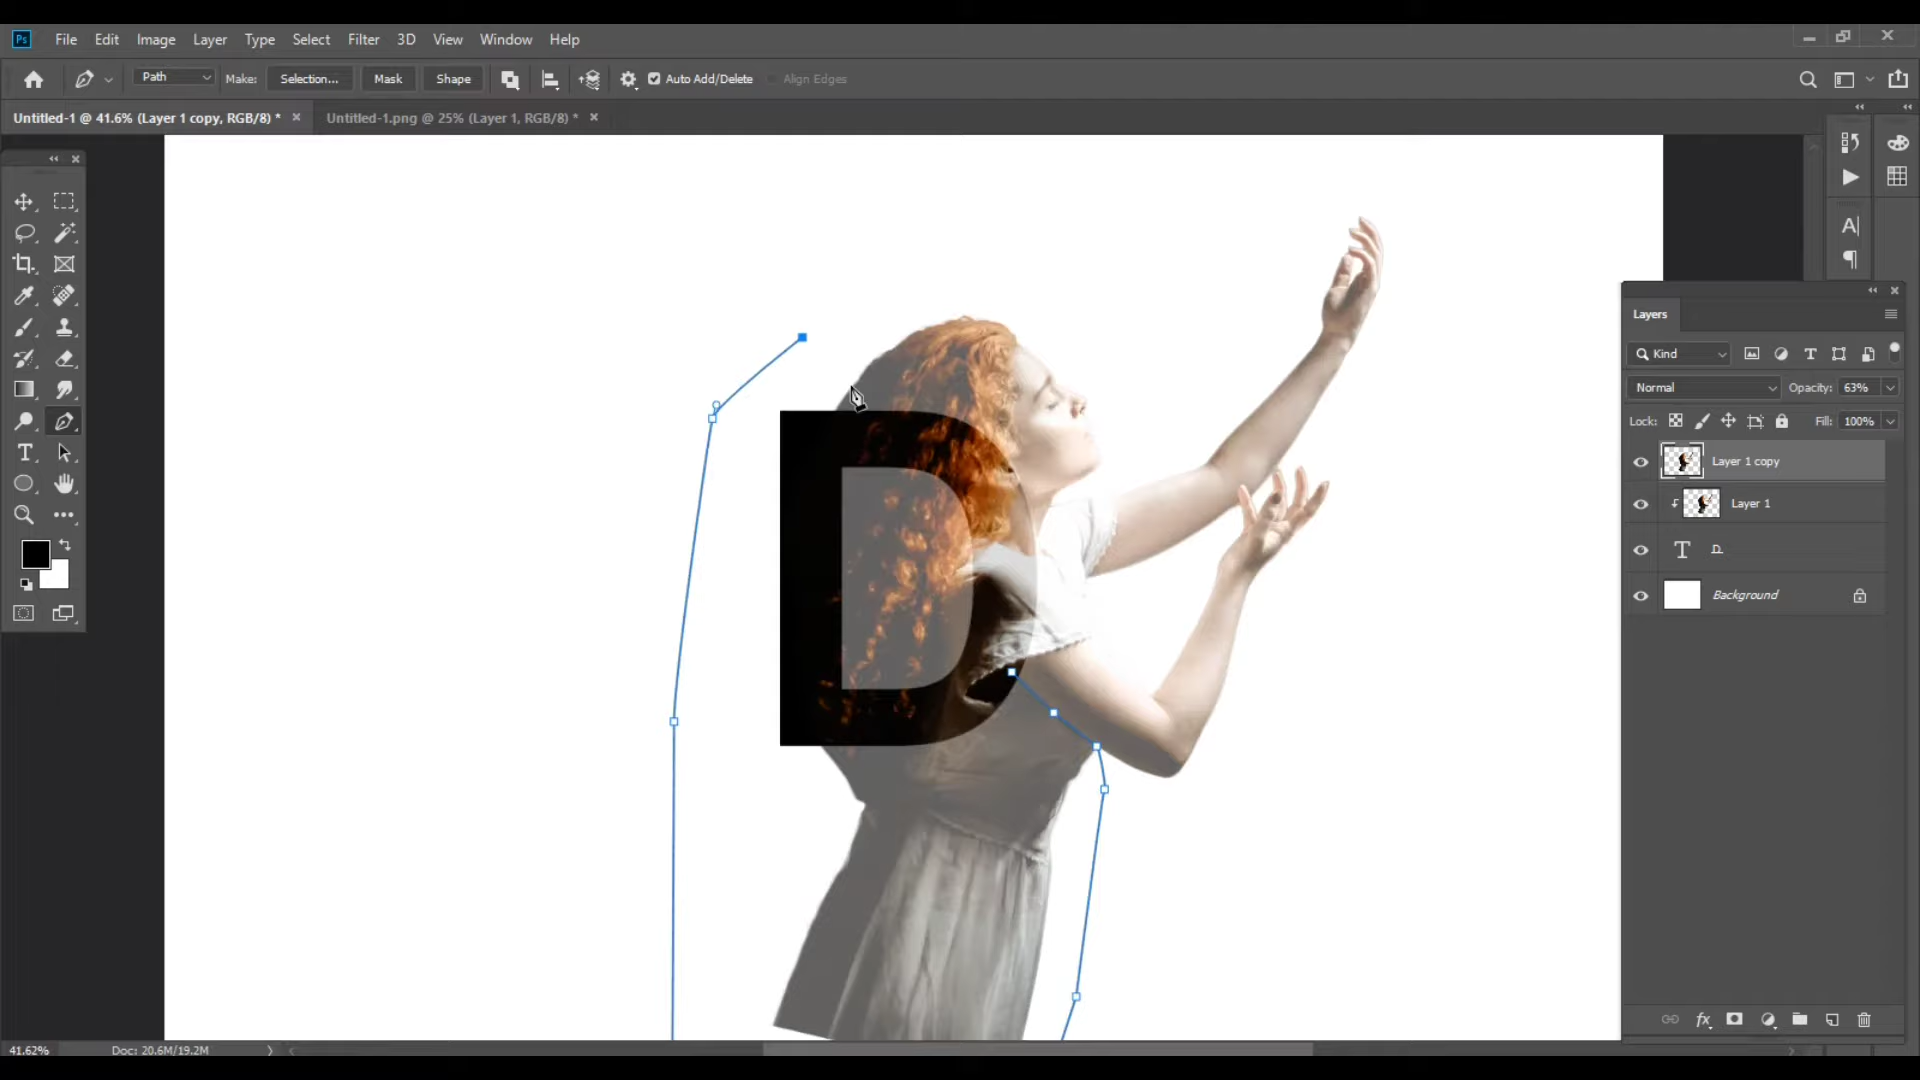 Ps File Edit Image Layer Type Select Filter 3D View Window Help
Path Make: Selection... Mask Shape Auto Add/Delete Align Edges
Untitled-1 @ 41.6% (Layer 1 copy, RGB/8) * × Untitled-1.png @ 25% (Layer 1, RGB/8) * ×
D
Layers
Kind
Normal Opacity: 63%
Lock: Fill: 100%
Layer 1 copy
Layer 1
D
Background
fx
41.62% Doc: 20.6M/19.2M